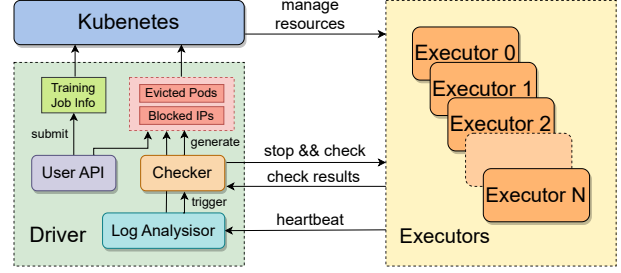 Kubenetes
manage
resources
Training
Job Info
Evicted Pods
Blocked IPs
submit
generate
User API
Checker
trigger
Log Analysisor
Driver
stop && check
check results
heartbeat
Executor 0
Executor 1
Executor 2
Executor N
Executors